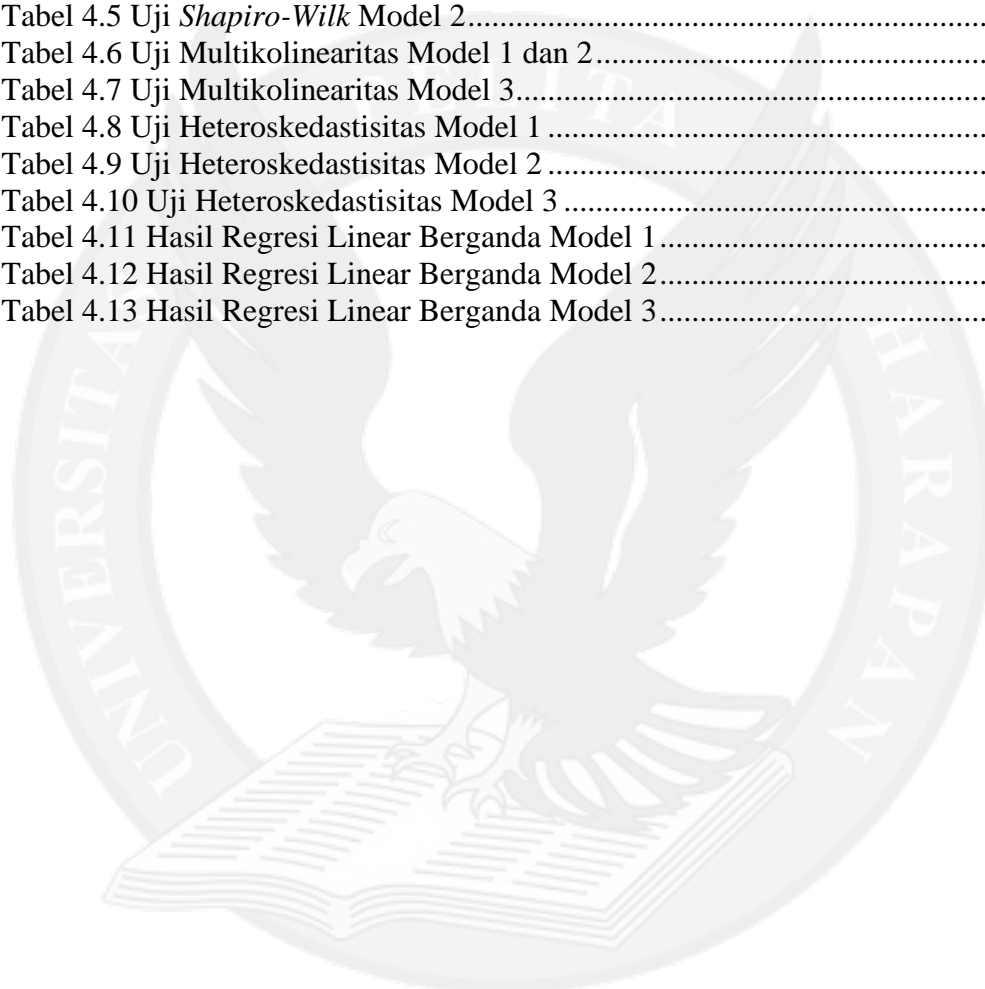 Tabel 4.5 Uji Shapiro-Wilk Model 2....................................................................
Tabel 4.6 Uji Multikolinearitas Model 1 dan 2..................................................
Tabel 4.7 Uji Multikolinearitas Model 3............................................................
Tabel 4.8 Uji Heteroskedastisitas Model 1 ........................................................
Tabel 4.9 Uji Heteroskedastisitas Model 2 ........................................................
Tabel 4.10 Uji Heteroskedastisitas Model 3 ......................................................
Tabel 4.11 Hasil Regresi Linear Berganda Model 1..........................................
Tabel 4.12 Hasil Regresi Linear Berganda Model 2..........................................
Tabel 4.13 Hasil Regresi Linear Berganda Model 3..........................................
UNIVERSITA
PELITA
HARAPAN